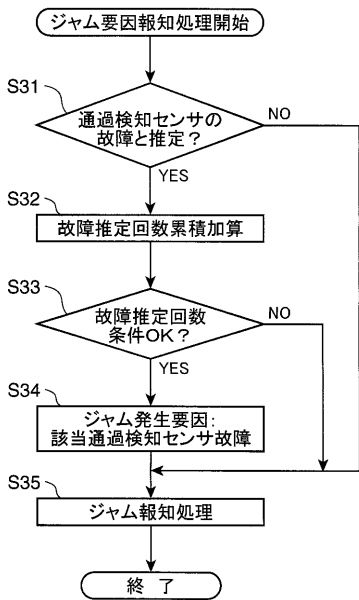 ジャム要因報知処理開始
S31
通過検知センサの
故障と推定?
NO
YES
S32
故障推定回数累積加算
S33
故障推定回数
条件OK?
NO
YES
S34
ジャム発生要因:
該当通過検知センサ故障
S35
ジャム報知処理
終 了